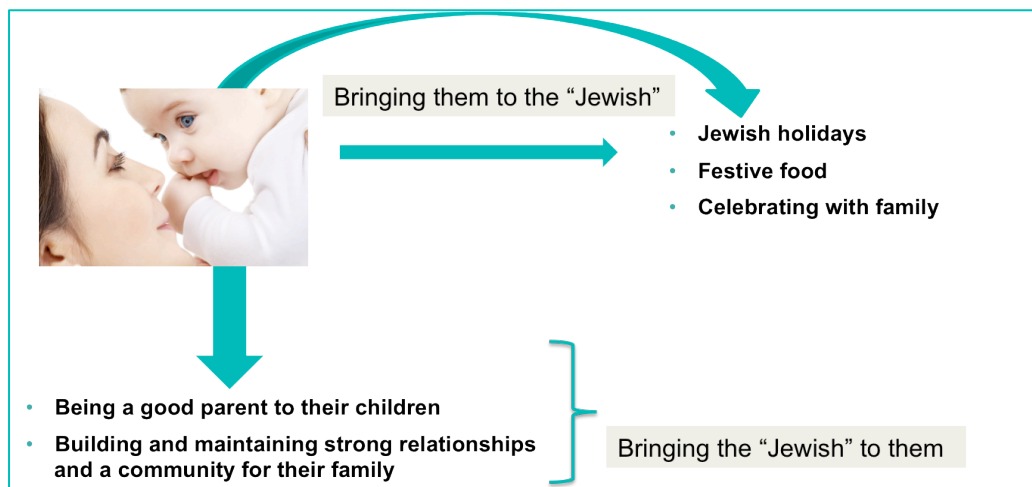 Bringing them to the “Jewish”
• Jewish holidays
• Festive food
• Celebrating with family
• Being a good parent to their children
• Building and maintaining strong relationships
and a community for their family
Bringing the “Jewish” to them